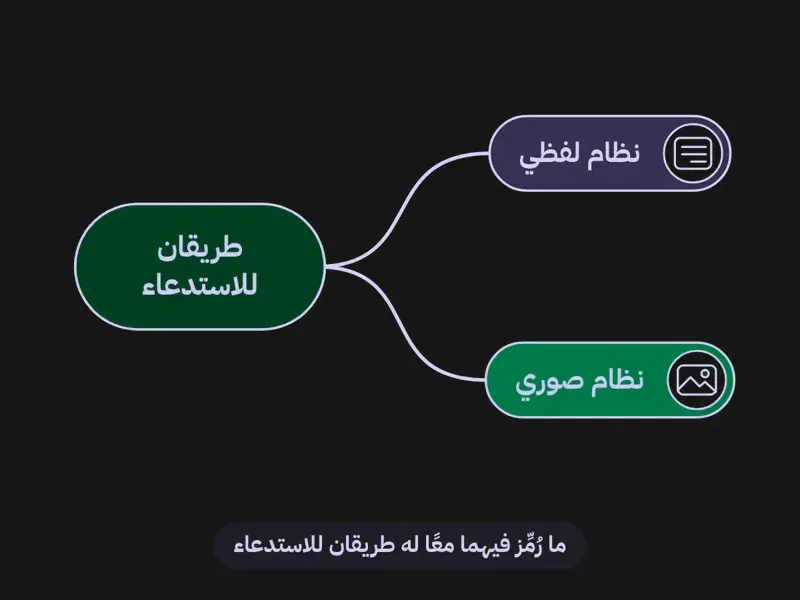 نظام لفظي
طريقان
للاستدعاء
نظام صوري
ما رُمِّز فيهما معًا له طريقان للاستدعاء